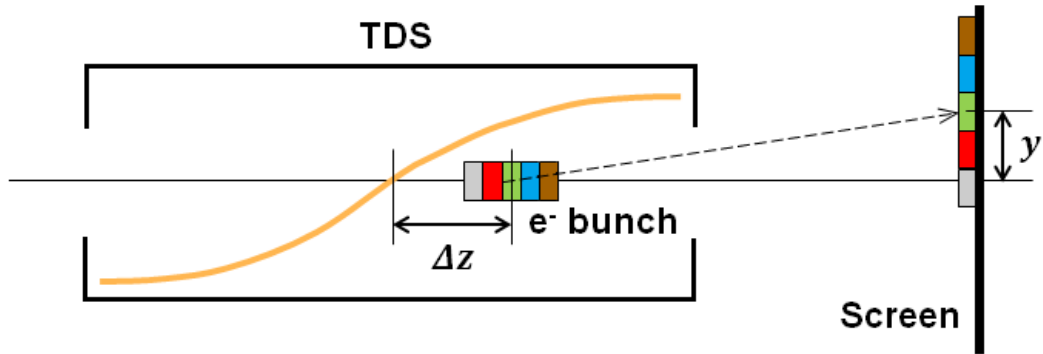 TDS
y
e⁻ bunch
Δz
Screen